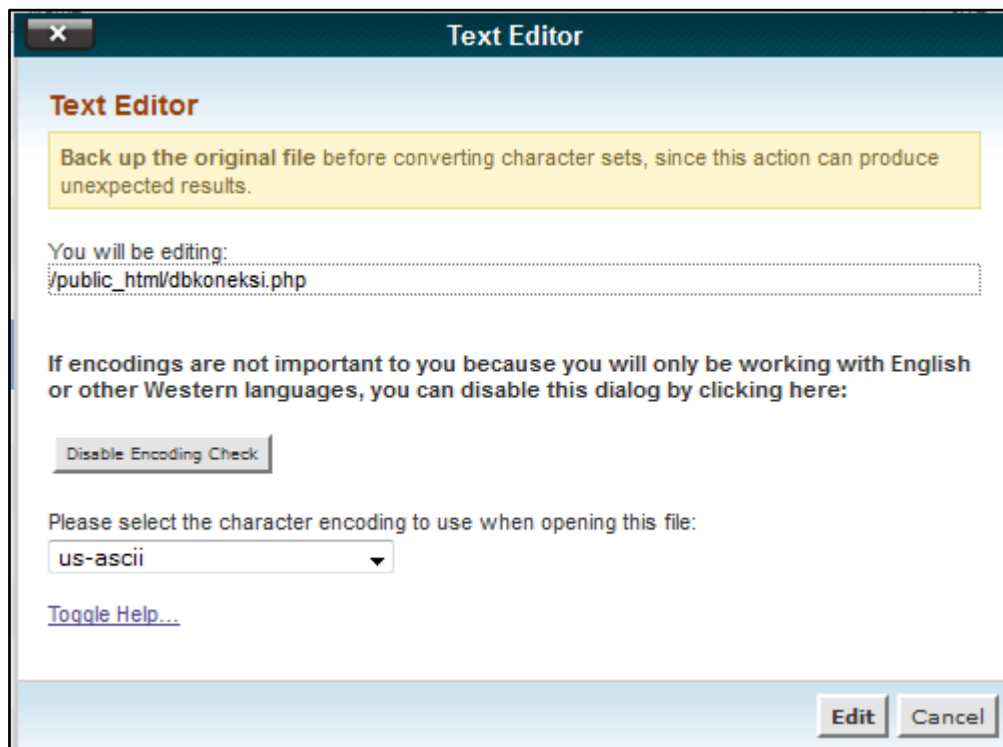 Text Editor
Text Editor
Back up the original file before converting character sets, since this action can produce
unexpected results.
You will be editing:
/public_html/dbkoneksi.php
If encodings are not important to you because you will only be working with English
or other Western languages, you can disable this dialog by clicking here:
Disable Encoding Check
Please select the character encoding to use when opening this file:
us-ascii
Toggle Help...
Edit Cancel